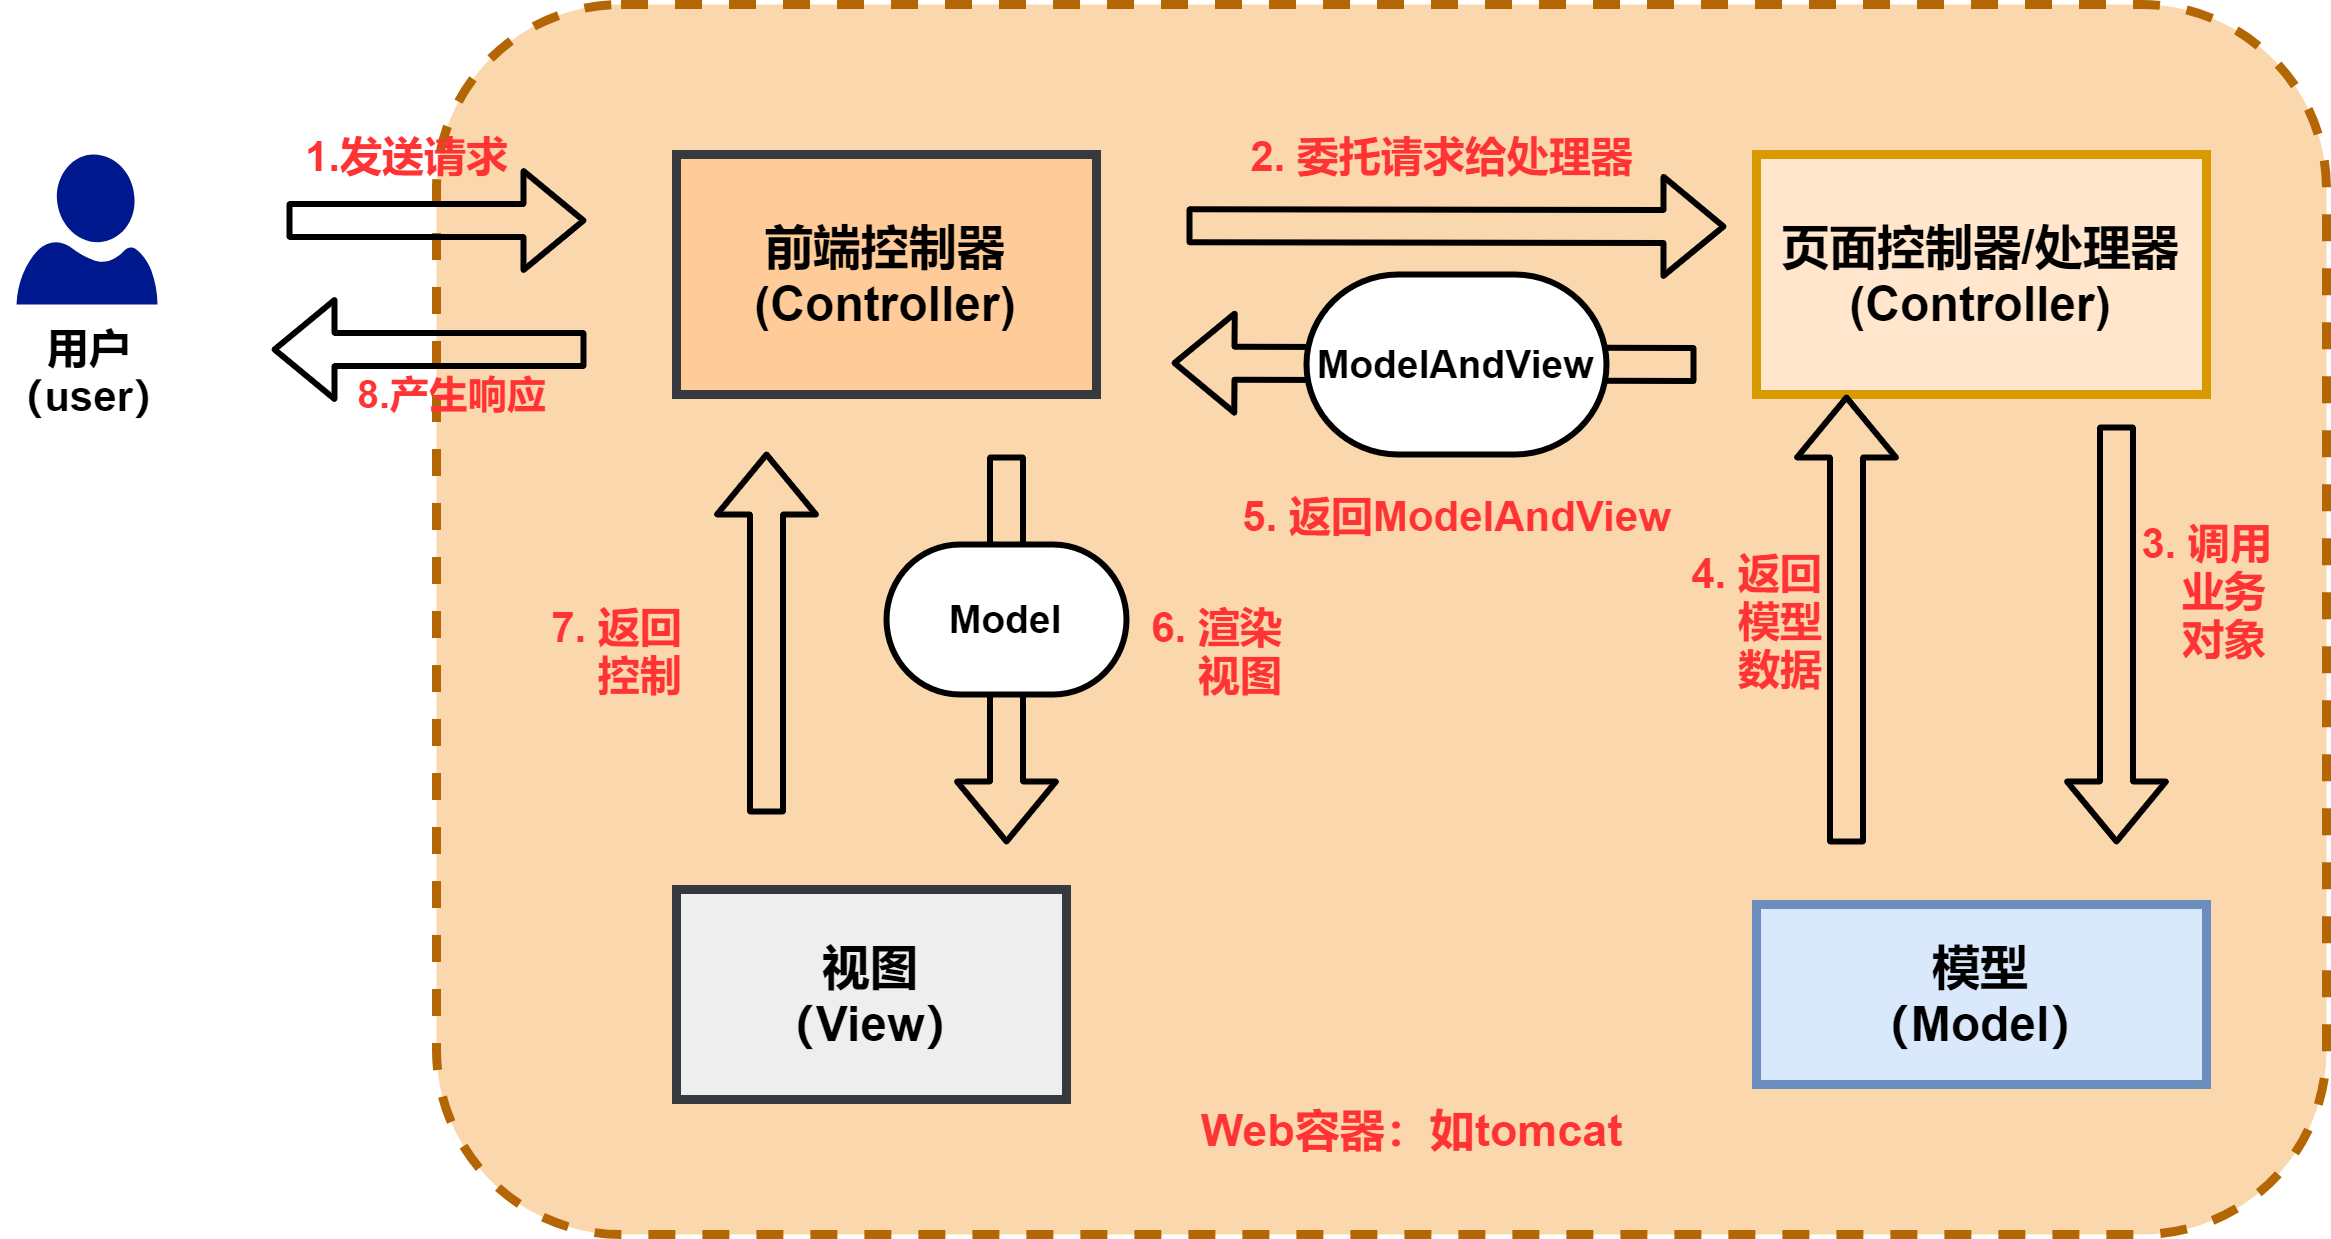 1.发送请求
2. 委托请求给处理器
前端控制器
(Controller)
页面控制器/处理器
(Controller)
用户
（user）
8.产生响应
ModelAndView
5. 返回ModelAndView
3. 调用
业务
对象
4. 返回
模型
数据
7. 返回
控制
Model
6. 渲染
视图
视图
（View）
模型
（Model）
Web容器：如tomcat